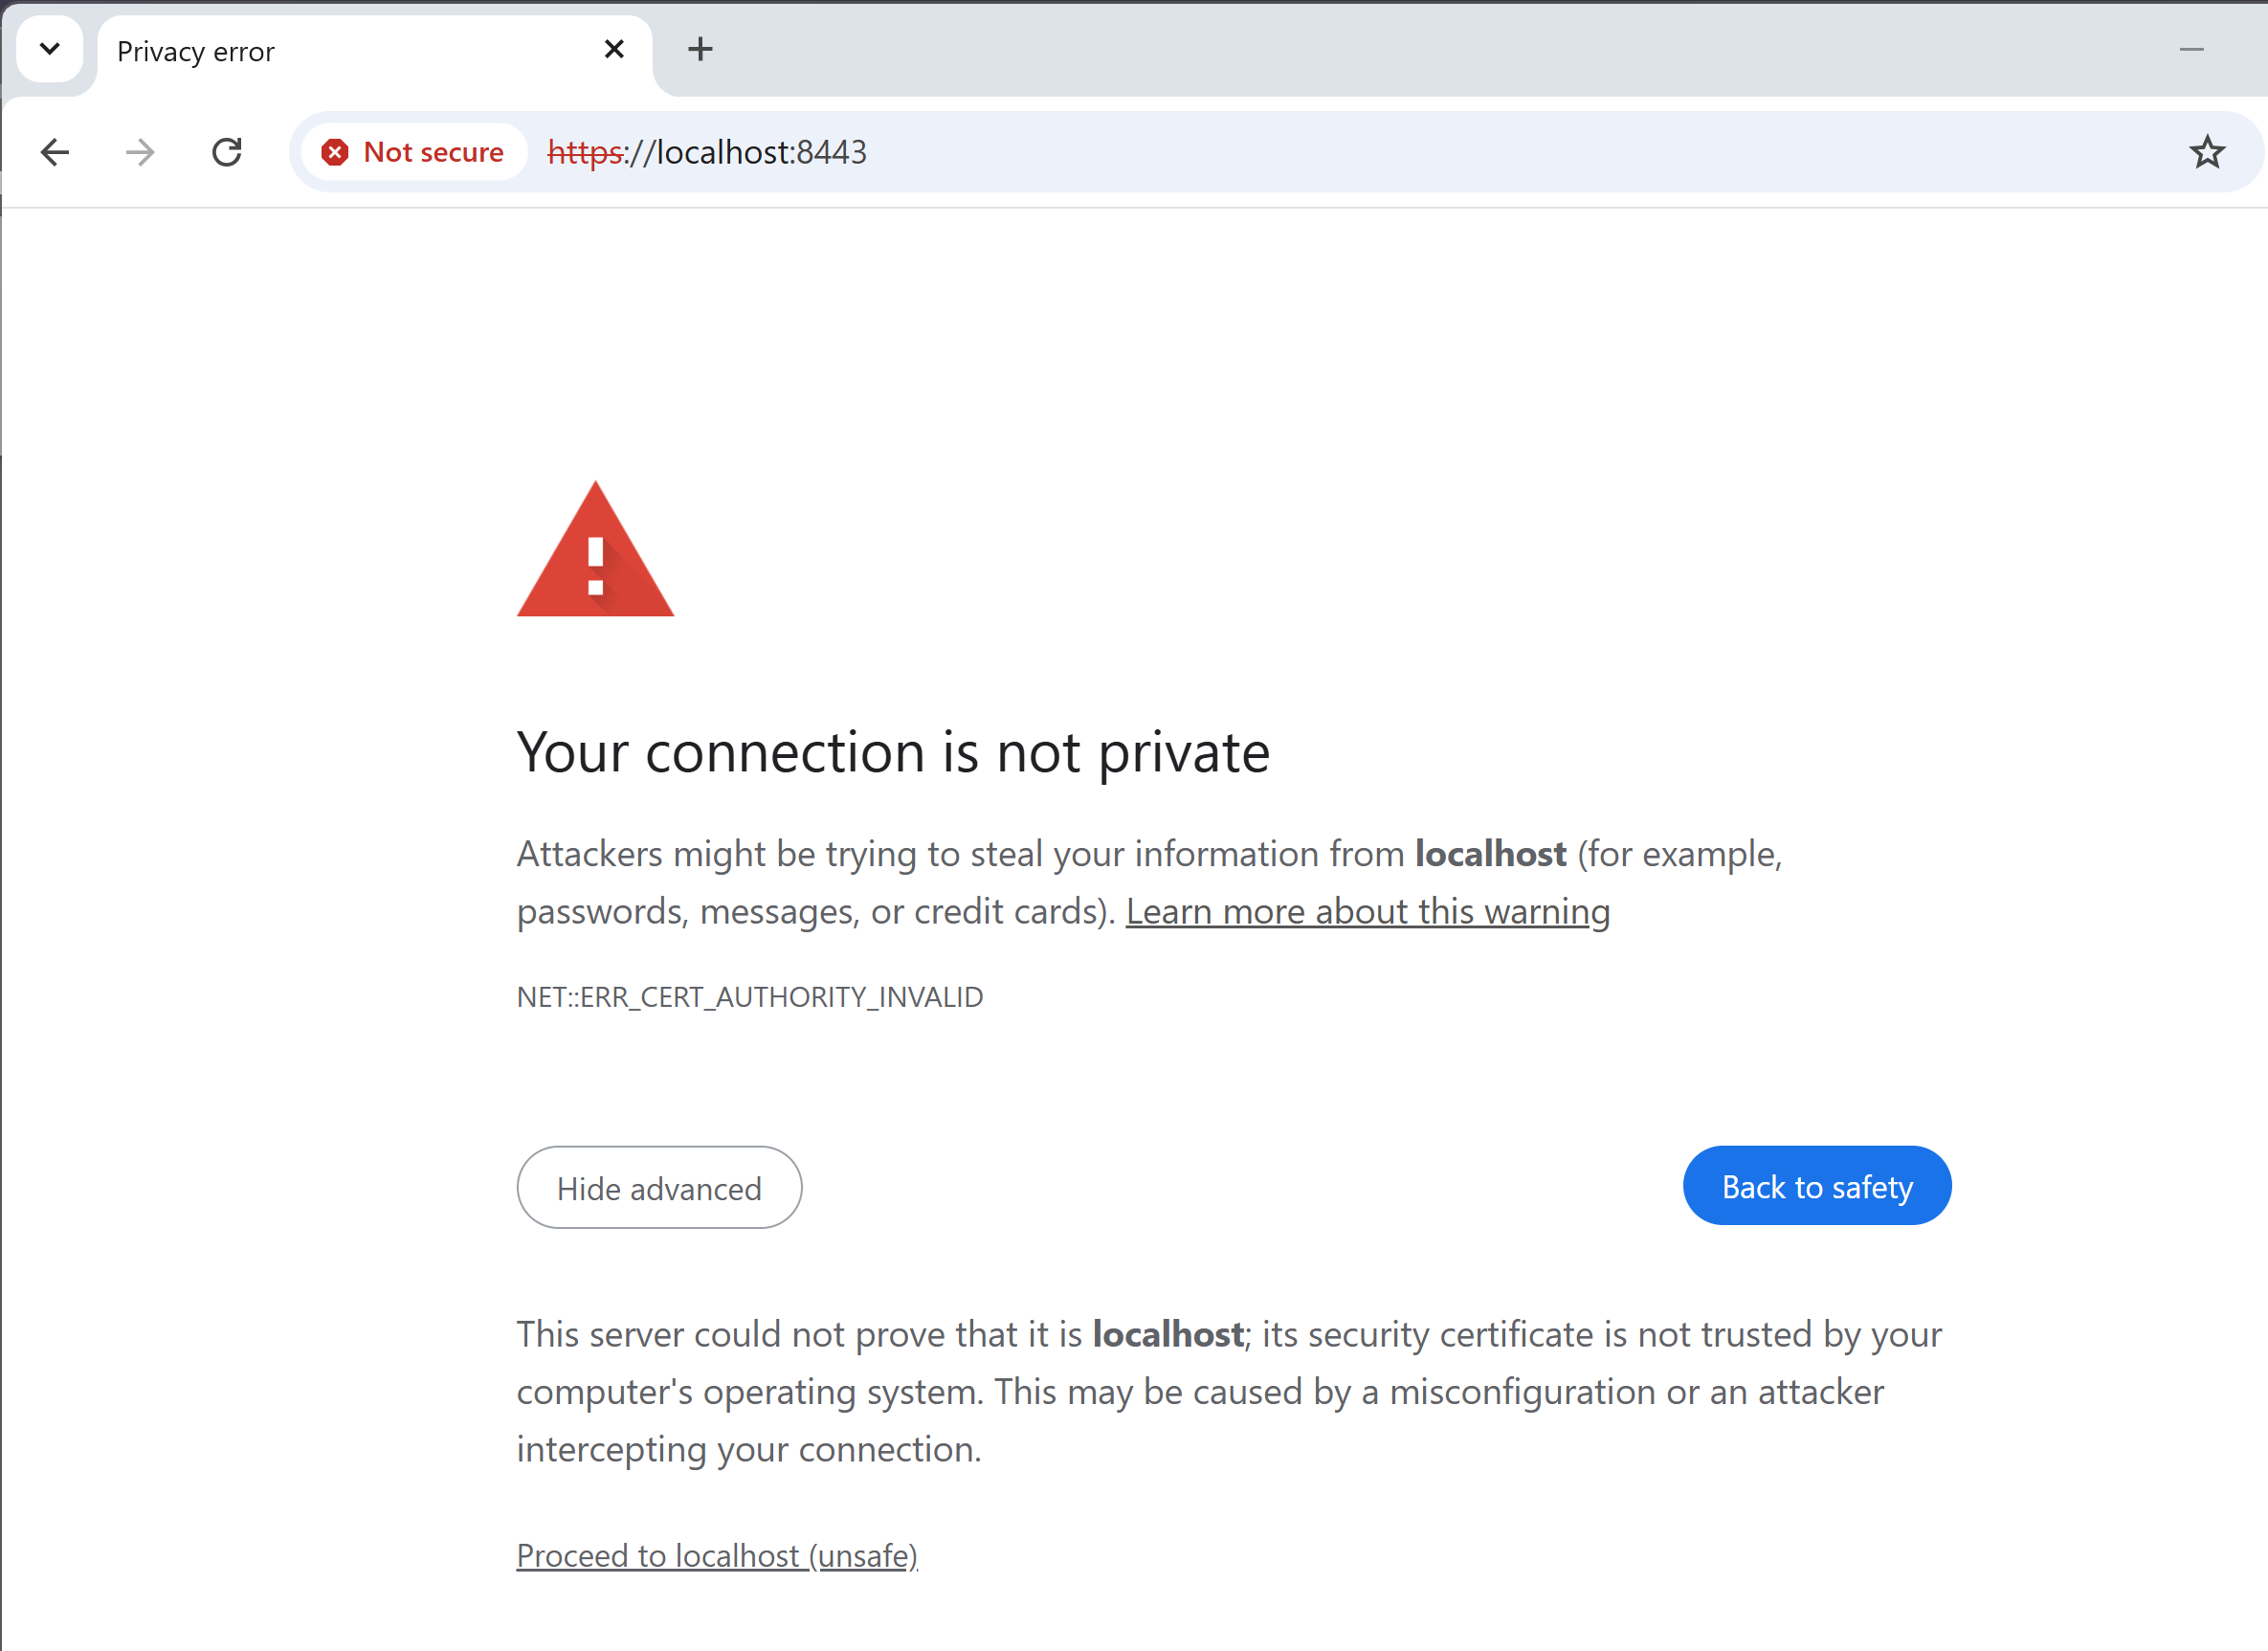 Privacy error
Not secure https://localhost:8443
Your connection is not private
Attackers might be trying to steal your information from localhost (for example,
passwords, messages, or credit cards). Learn more about this warning
NET::ERR_CERT_AUTHORITY_INVALID
Hide advanced
Back to safety
This server could not prove that it is localhost; its security certificate is not trusted by your
computer's operating system. This may be caused by a misconfiguration or an attacker
intercepting your connection.
Proceed to localhost (unsafe)